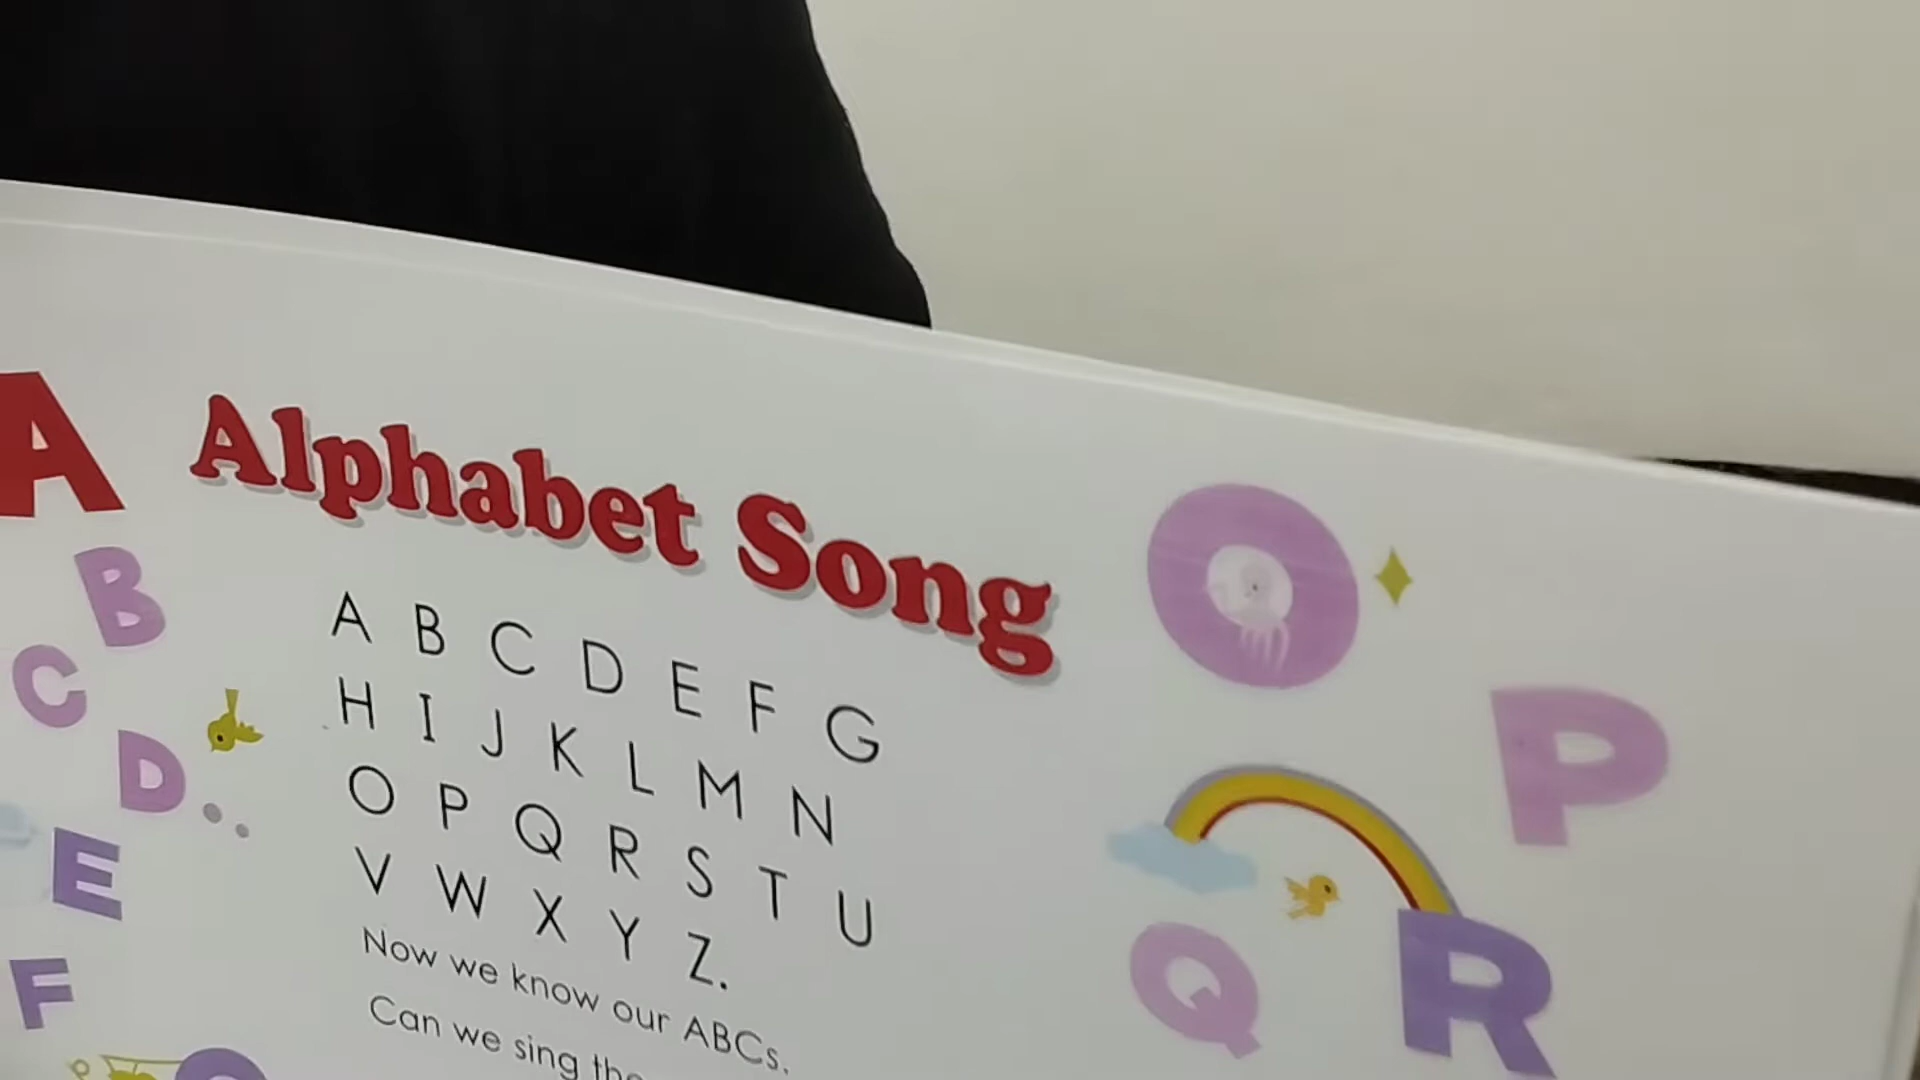 A
Alphabet Song
A B C D E F G
H I J K L M N
O P Q R S T U
V W X Y Z.
Now we know our ABCs.
Can we sing
B
C
D
E
F
O
P
Q
R